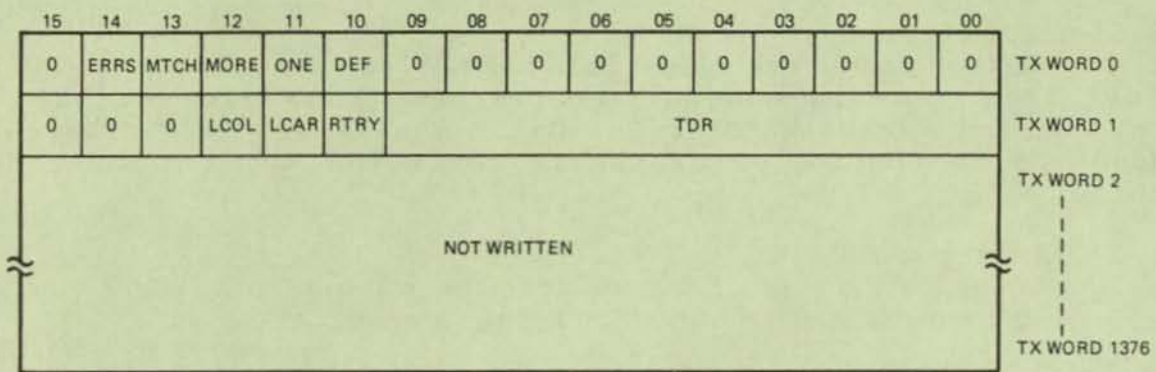 15 14 13 12 11 10 09 08 07 06 05 04 03 02 01 00
0 ERRS MTCH MORE ONE DEF 0 0 0 0 0 0 0 0 0 0 TX WORD 0
0 0 0 LCOL LCAR RTRY TDR TX WORD 1
TX WORD 2
NOT WRITTEN
TX WORD 1376